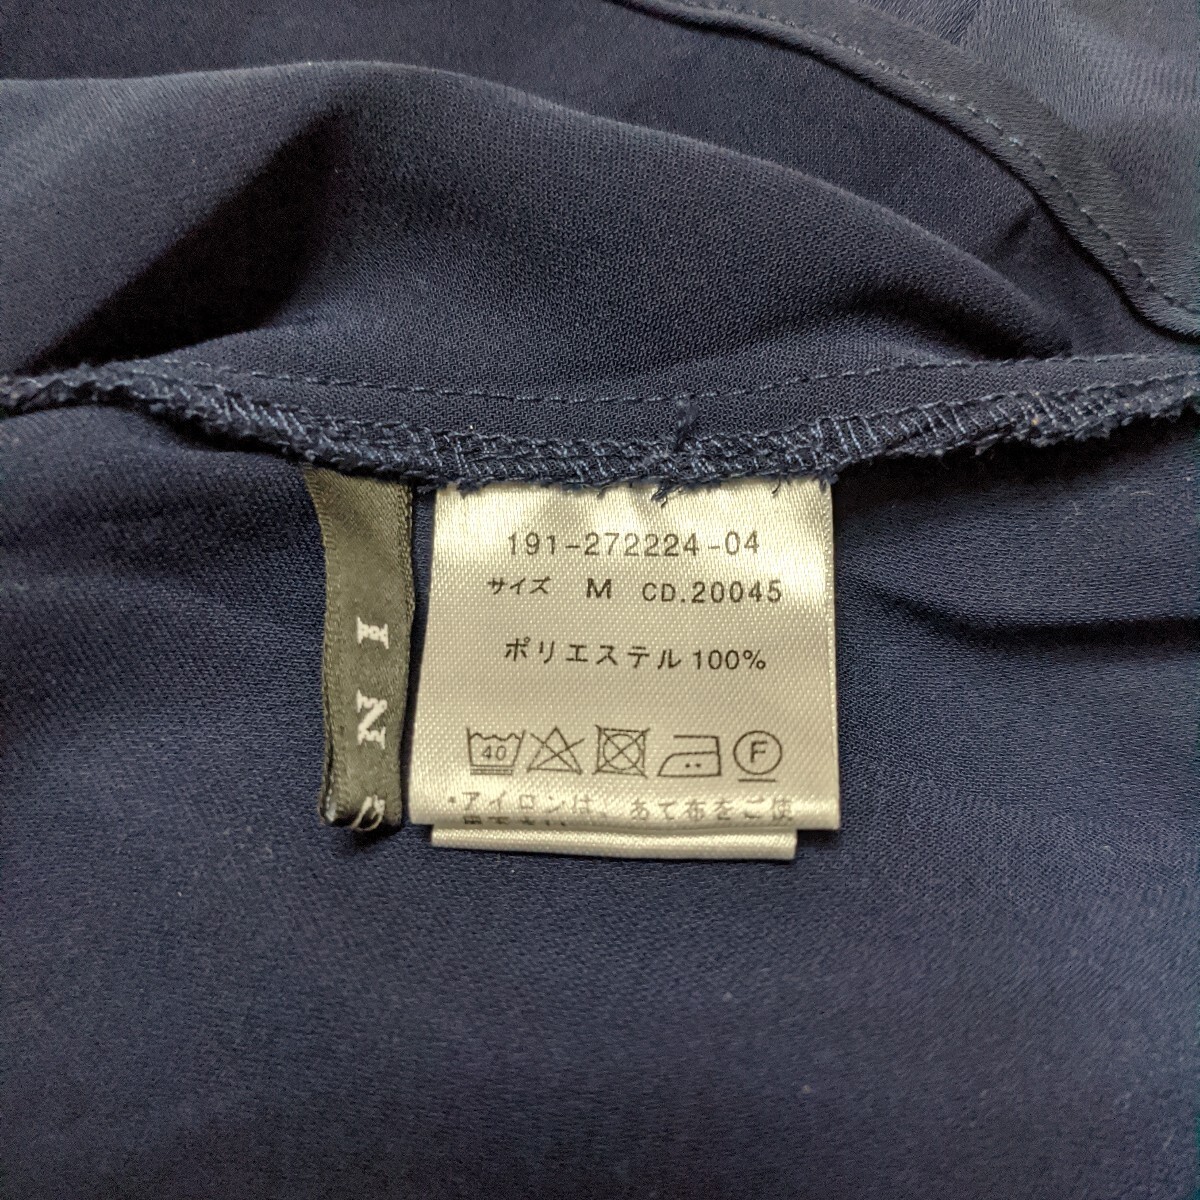 191-272224-04
サイズ M CD.20045
ポリエステル 100%
40 F
・アイロンは、あて布をご使
I N